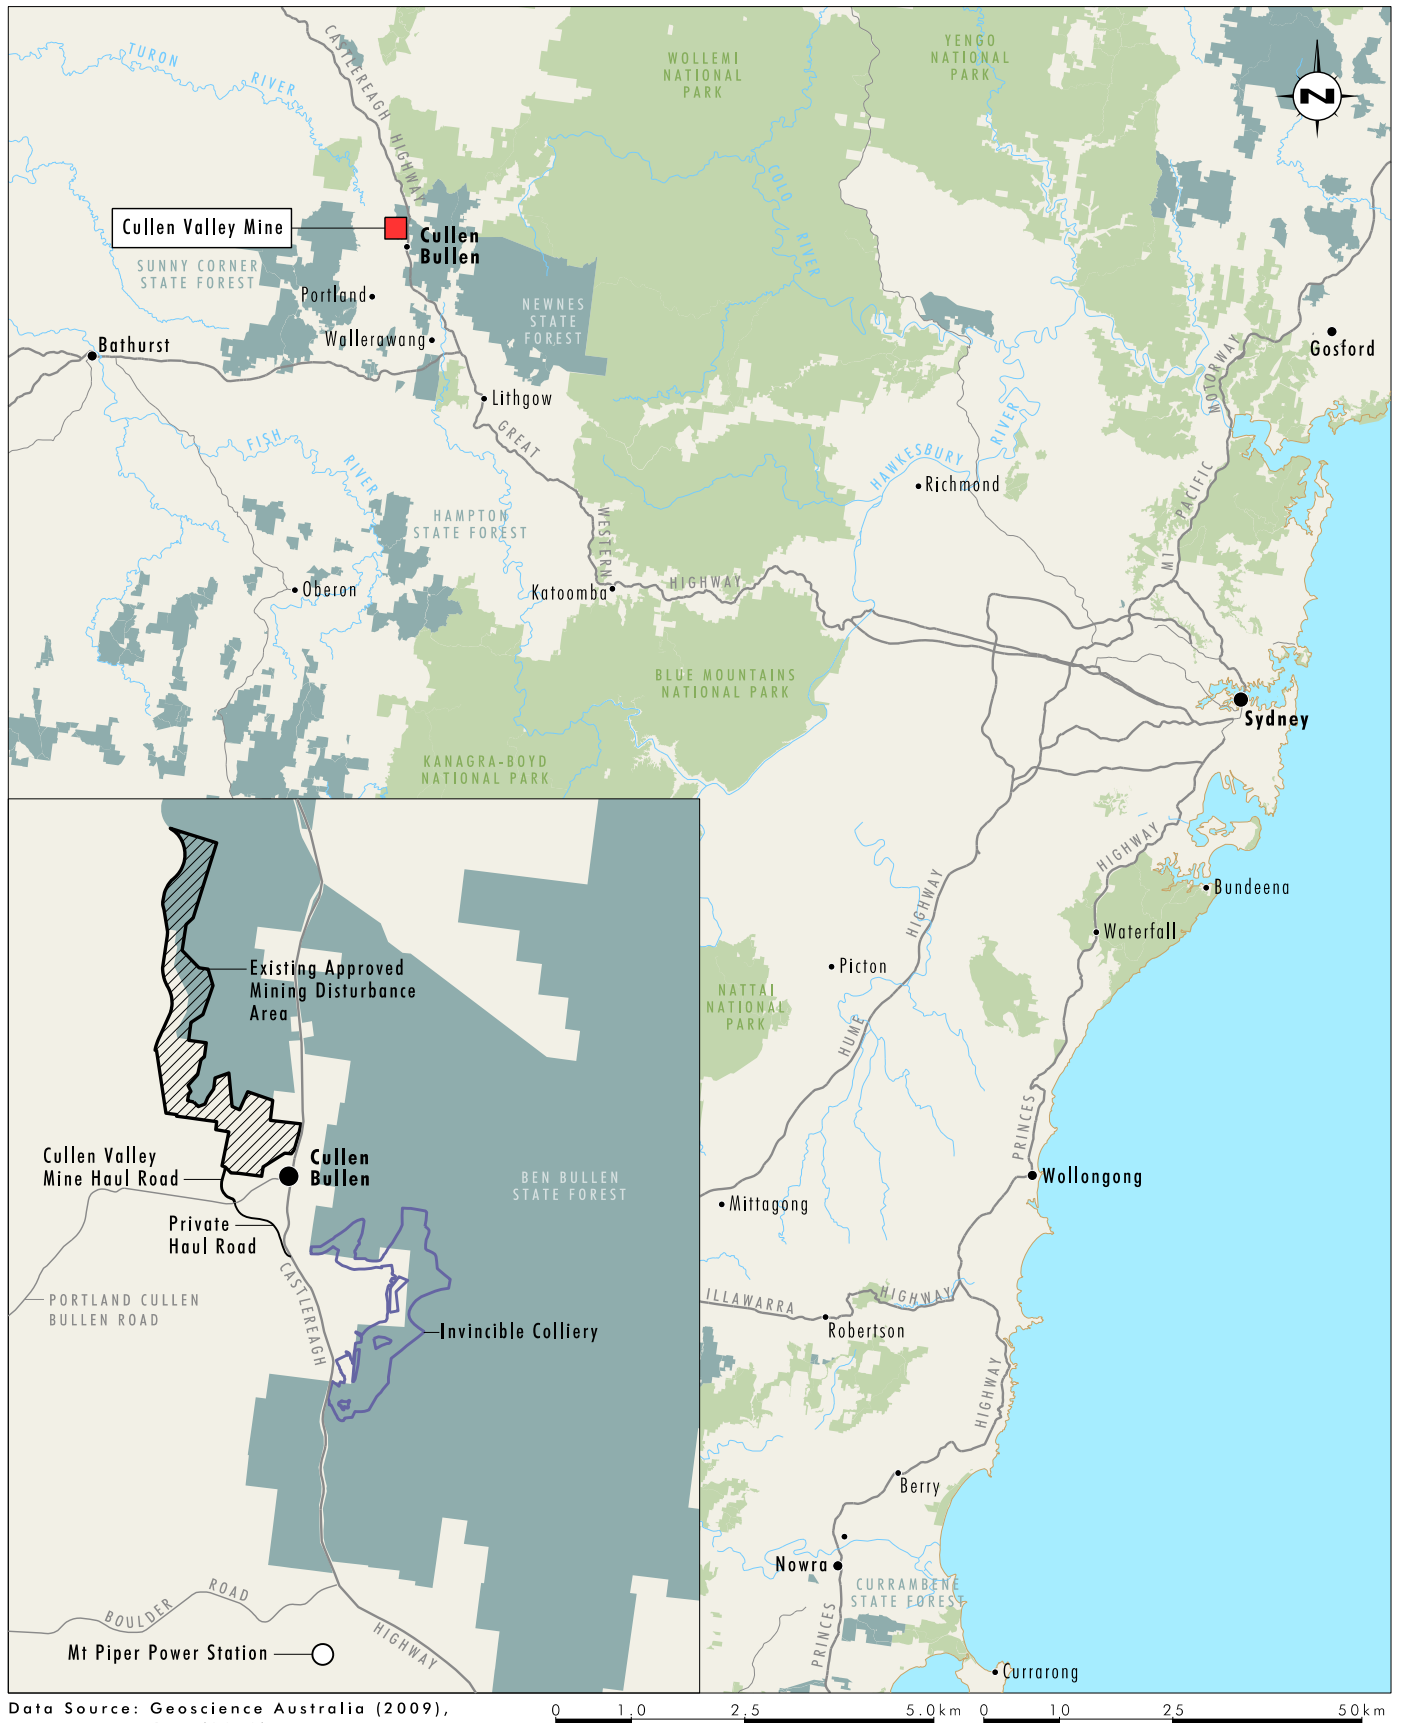 TURON
RIVER
CASTLEREAGH HIGHWAY
WOLLEMI
NATIONAL
PARK
YENGO
NATIONAL
PARK
N
COLO
RIVER
Cullen Valley Mine
Cullen
Bullen
SUNNY CORNER
STATE FOREST
Portland
NEWNES
STATE
FOREST
Wallerawang
Bathurst
Gosford
MOTORWAY
Lithgow
GREAT
FISH
RIVER
HAWKESBURY
RIVER
Richmond
PACIFIC
M1
HAMPTON
STATE FOREST
WESTERN
HIGHWAY
Oberon
Katoomba
BLUE MOUNTAINS
NATIONAL PARK
Sydney
KANAGRA-BOYD
NATIONAL PARK
HIGHWAY
Bundeena
HIGHWAY
Waterfall
Existing Approved
Mining Disturbance
Area
Picton
NATTAI
NATIONAL
PARK
HUME
PRINCES
Cullen Valley
Mine Haul Road
Cullen
Bullen
BEN BULLEN
STATE FOREST
Wollongong
Mittagong
Private
Haul Road
CASTLEREAGH
PORTLAND CULLEN
BULLEN ROAD
ILLAWARRA
HIGHWAY
Invincible Colliery
Robertson
HIGHWAY
Berry
Nowra
CURRAMBENE
STATE FOREST
BOULDER
ROAD
HIGHWAY
PRINCES
Mt Piper Power Station
Currarong
Data Source: Geoscience Australia (2009),
0 1.0 2.5 5.0km
0 10 25 50km